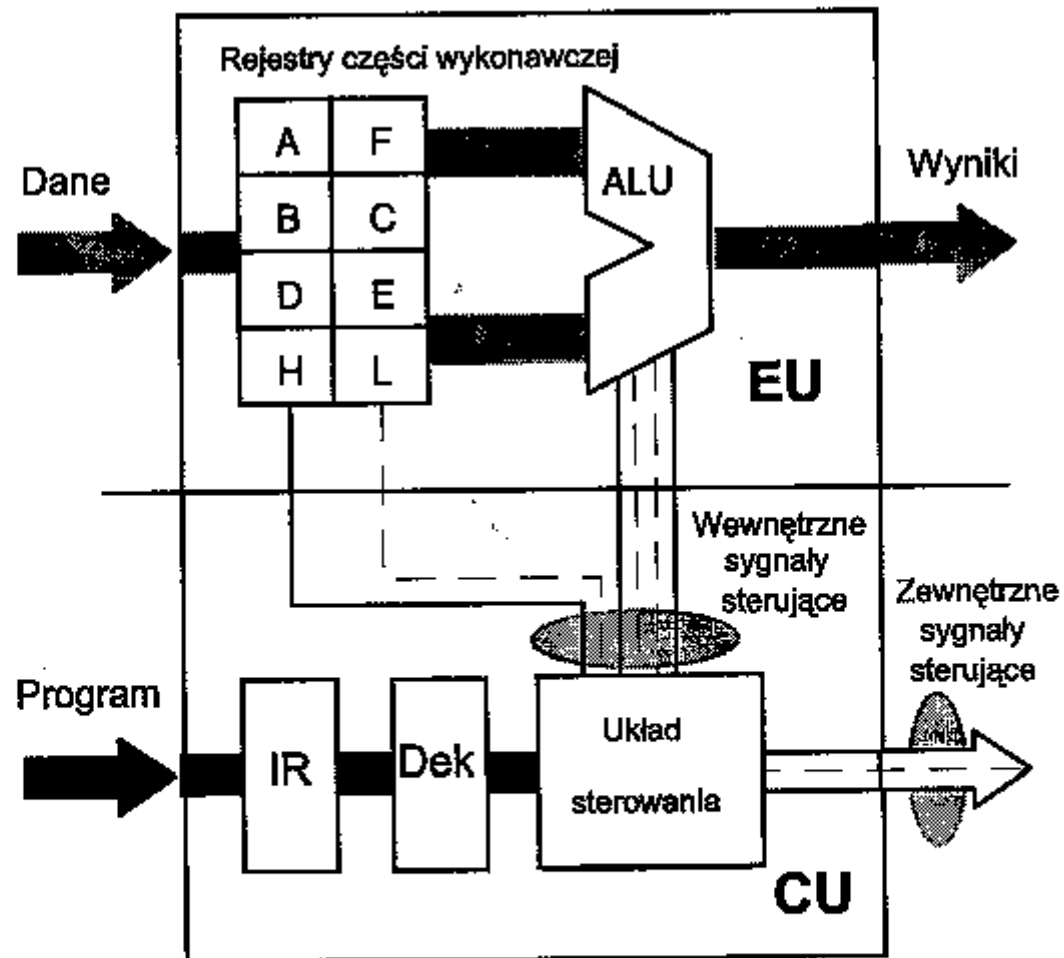 Rejestry części wykonawczej
A F
B C
D E
H L
Dane
ALU
Wyniki
EU
Wewnętrzne
sygnały
sterujące
Zewnętrzne
sygnały
sterujące
Program
IR
Dek
Układ
sterowania
CU